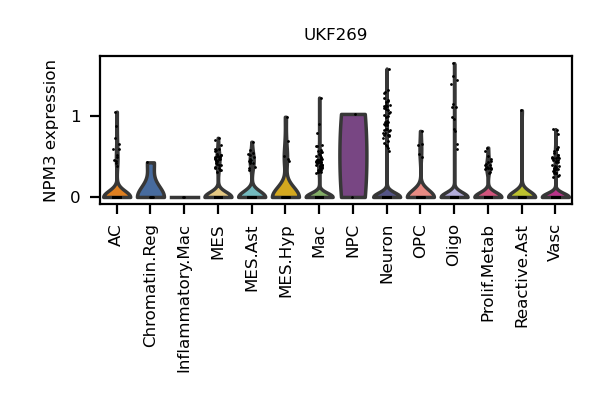 UKF269
NPM3 expression
1
0
AC
Chromatin.Reg
Inflammatory.Mac
MES
MES.Ast
MES.Hyp
Mac
NPC
Neuron
OPC
Oligo
Prolif.Metab
Reactive.Ast
Vasc